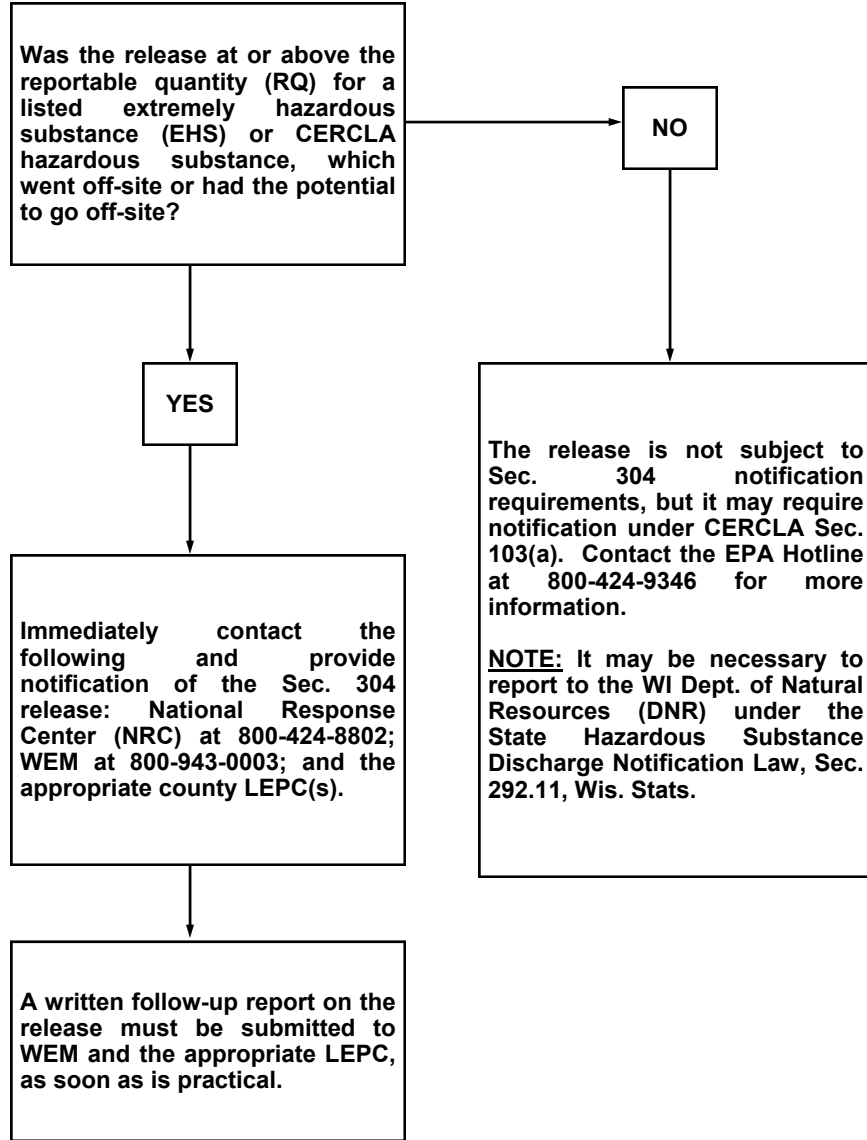 Was the release at or above the
reportable quantity (RQ) for a
listed extremely hazardous
substance (EHS) or CERCLA
hazardous substance, which
went off-site or had the potential
to go off-site?
NO
YES
The release is not subject to
Sec. 304 notification
requirements, but it may require
notification under CERCLA Sec.
103(a). Contact the EPA Hotline
at 800-424-9346 for more
information.
NOTE: It may be necessary to
report to the WI Dept. of Natural
Resources (DNR) under the
State Hazardous Substance
Discharge Notification Law, Sec.
292.11, Wis. Stats.
Immediately contact the
following and provide
notification of the Sec. 304
release: National Response
Center (NRC) at 800-424-8802;
WEM at 800-943-0003; and the
appropriate county LEPC(s).
A written follow-up report on the
release must be submitted to
WEM and the appropriate LEPC,
as soon as is practical.